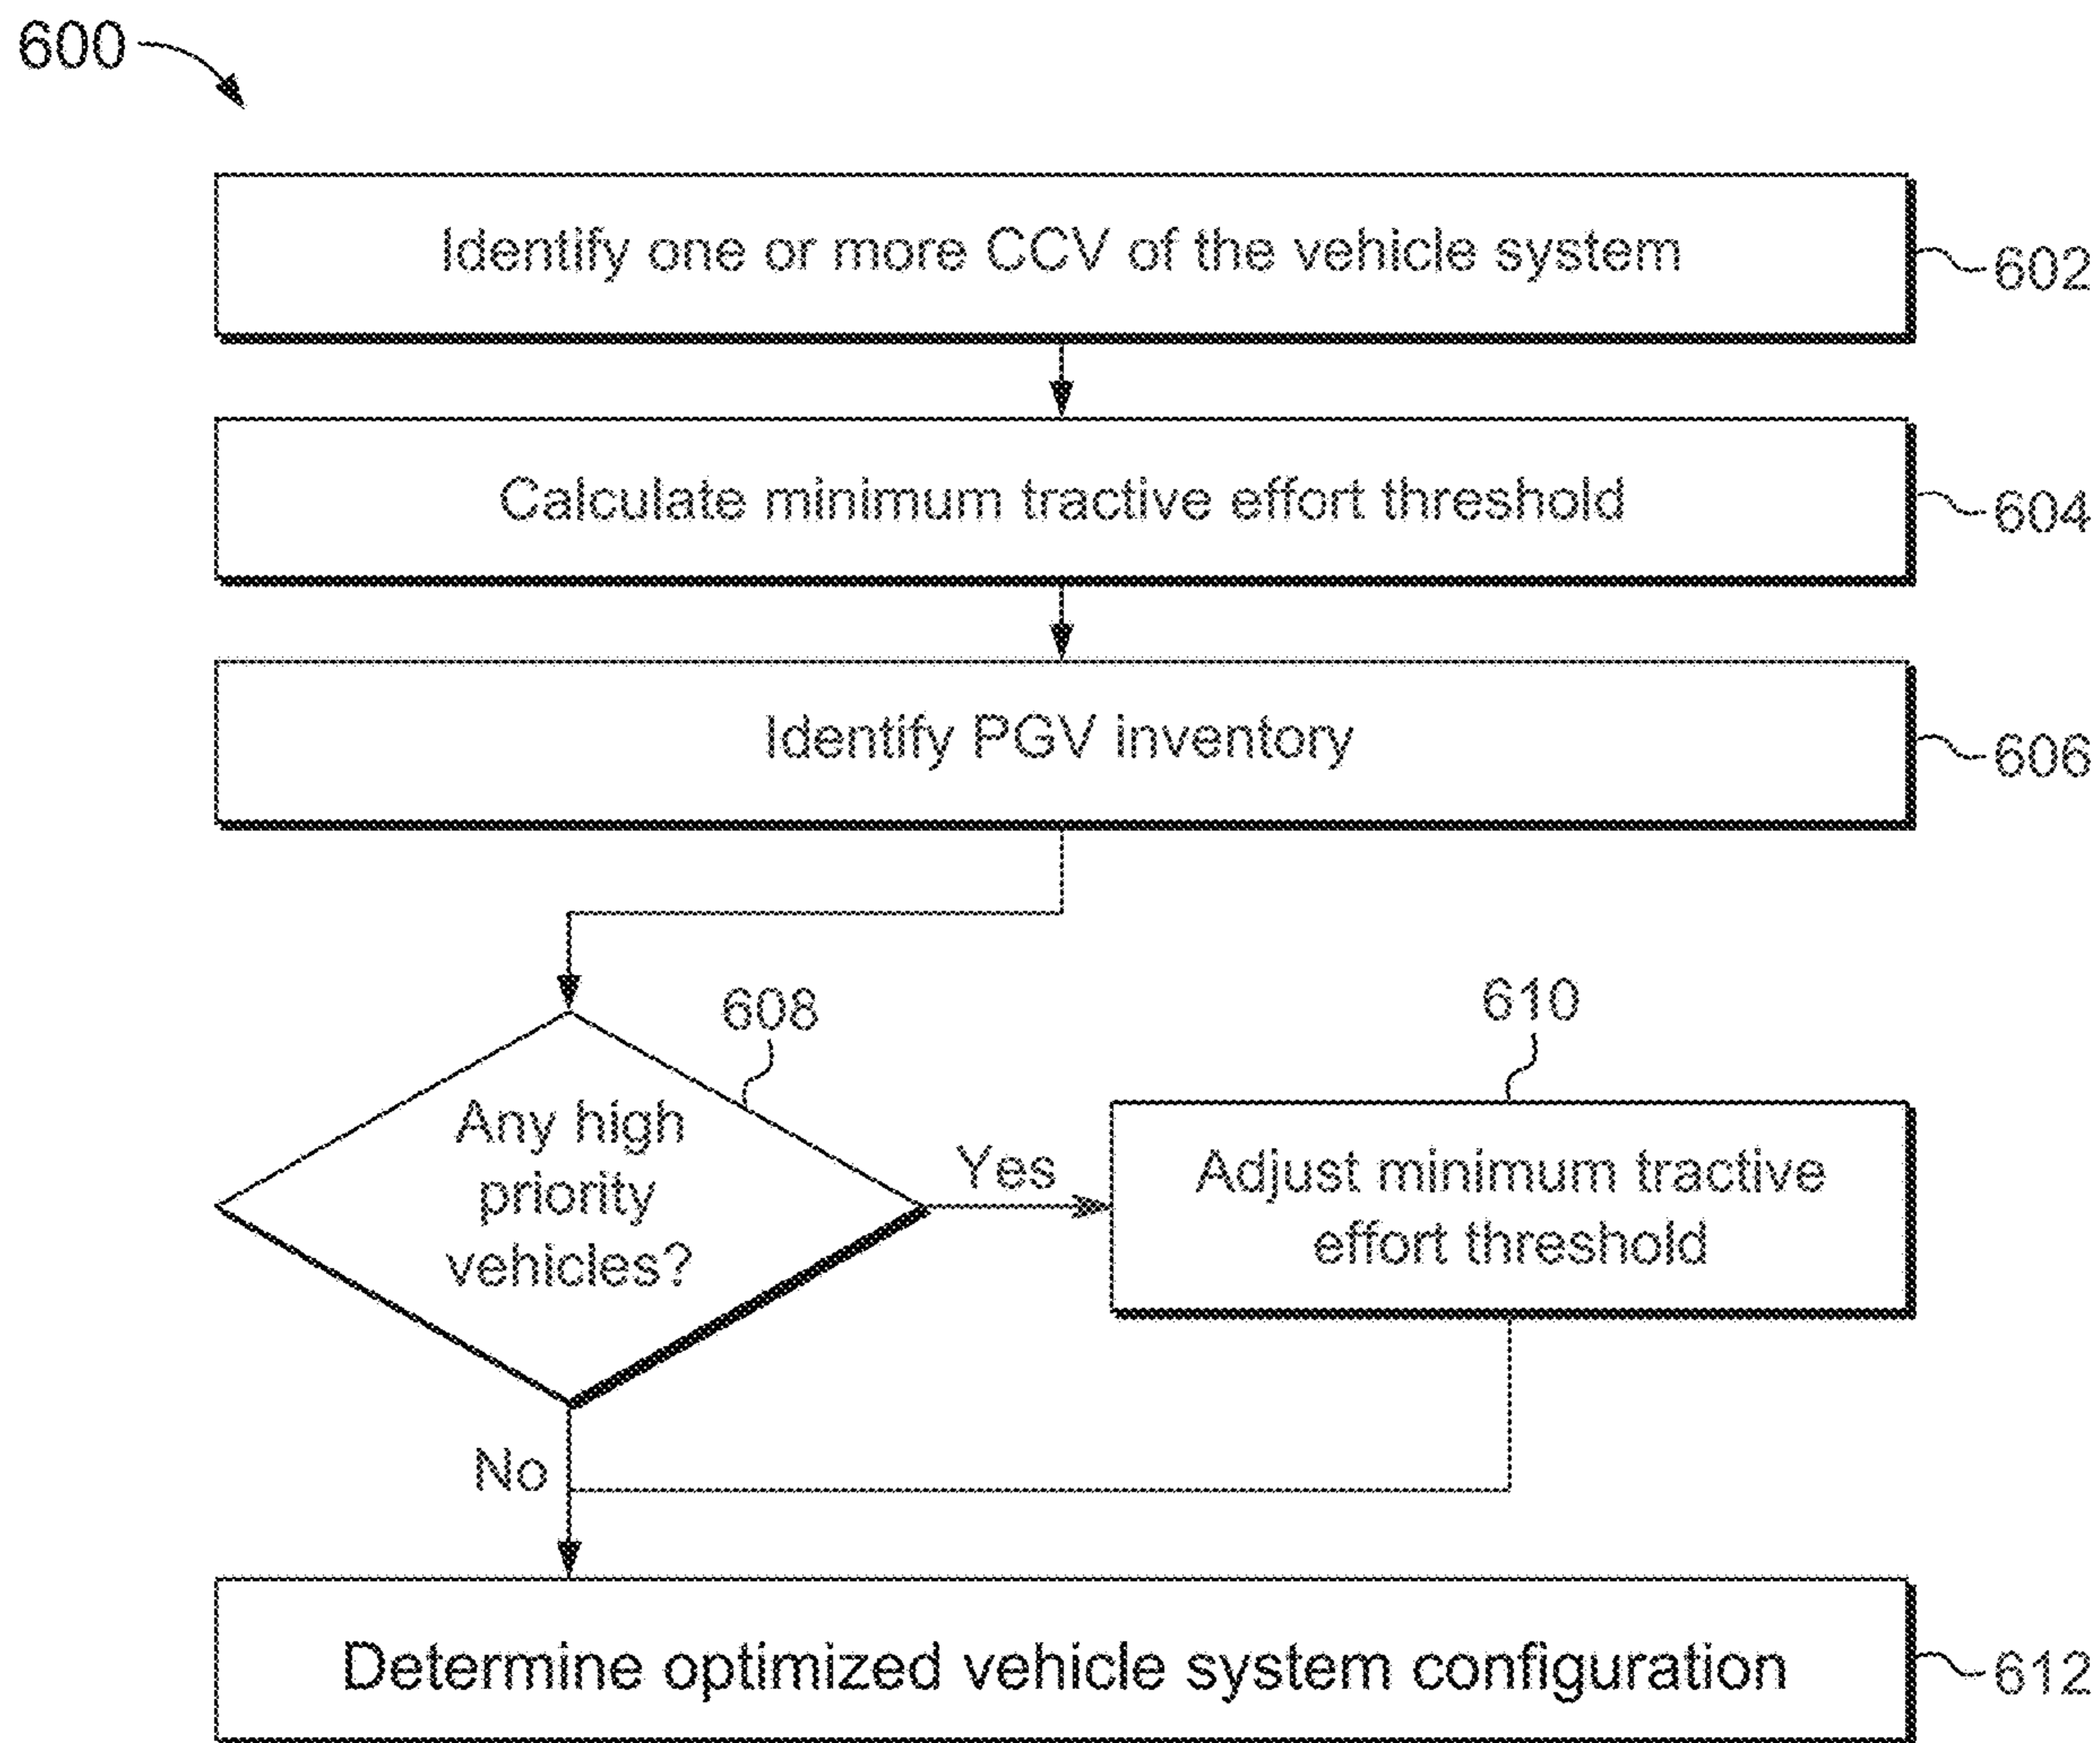 600
Identify one or more CCV of the vehicle system
602
Calculate minimum tractive effort threshold
604
Identify PGV inventory
606
608
610
Any high
priority
vehicles?
Yes
Adjust minimum tractive
effort threshold
No
Determine optimized vehicle system configuration
612